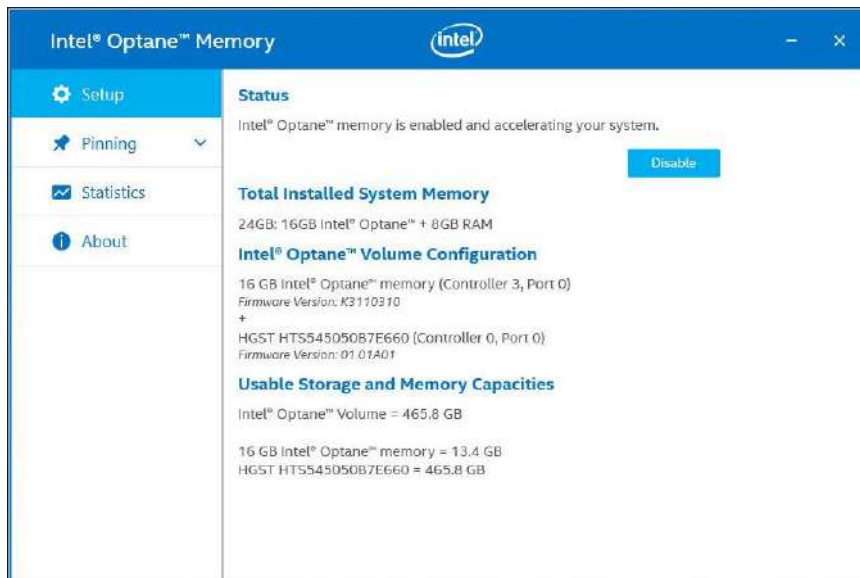 Intel® Optane™ Memory
intel
Setup
Pinning
Statistics
About
Status
Intel® Optane™ memory is enabled and accelerating your system.
Disable
Total Installed System Memory
24GB: 16GB Intel® Optane™ + 8GB RAM
Intel® Optane™ Volume Configuration
16 GB Intel® Optane™ memory (Controller 3, Port 0)
Firmware Version: K3110310
+
HGST HTS545050B7E660 (Controller 0, Port 0)
Firmware Version: 01.01A01
Usable Storage and Memory Capacities
Intel® Optane™ Volume = 465.8 GB
16 GB Intel® Optane™ memory = 13.4 GB
HGST HTS545050B7E660 = 465.8 GB